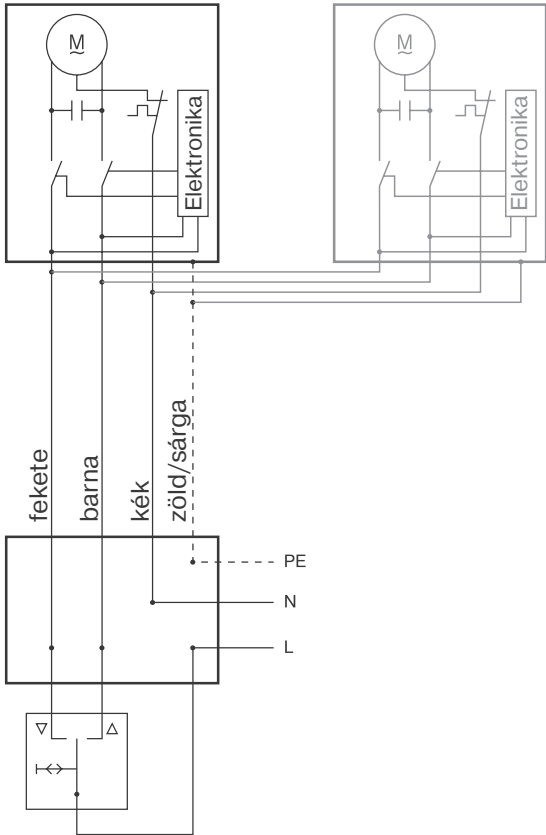 M
~
Elektronika
M
~
Elektronika
fekete
barna
kék
zöld/sárga
PE
N
L